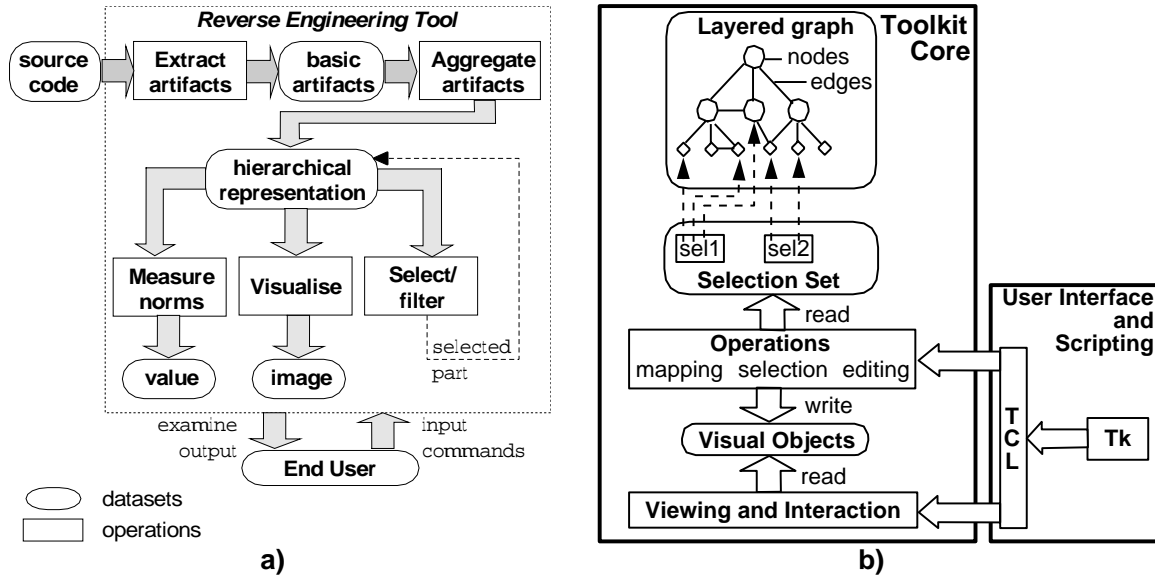 Reverse Engineering Tool
source
code
Extract
artifacts
basic
artifacts
Aggregate
artifacts
hierarchical
representation
Measure
norms
Visualise
Select/
filter
selected
part
value
image
examine
output
input
commands
End User
datasets
operations
a)
Toolkit
Core
Layered graph
nodes
edges
sel1
sel2
Selection Set
read
Operations
mapping selection editing
write
Visual Objects
read
Viewing and Interaction
User Interface
and
Scripting
T
C
L
Tk
b)